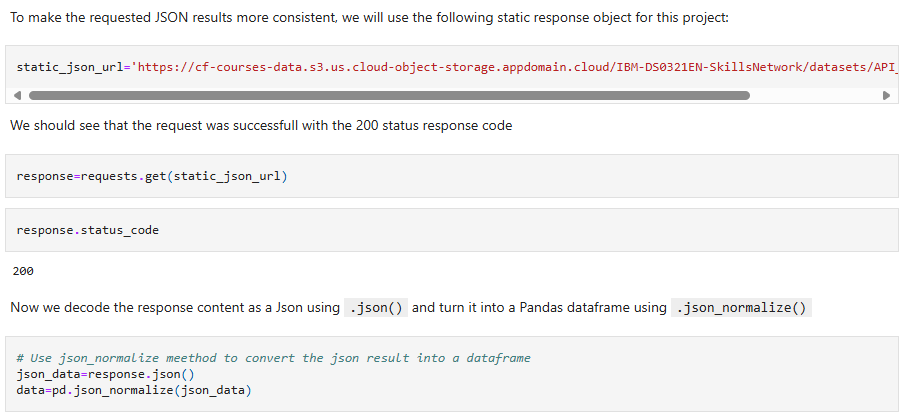 To make the requested JSON results more consistent, we will use the following static response object for this project:
static_json_url='https://cf-courses-data.s3.us.cloud-object-storage.appdomain.cloud/IBM-DS0321EN-SkillsNetwork/datasets/API_
We should see that the request was successfull with the 200 status response code
response=requests.get(static_json_url)
response.status_code
200
Now we decode the response content as a Json using .json() and turn it into a Pandas dataframe using .json_normalize()
# Use json_normalize meethod to convert the json result into a dataframe
json_data=response.json()
data=pd.json_normalize(json_data)